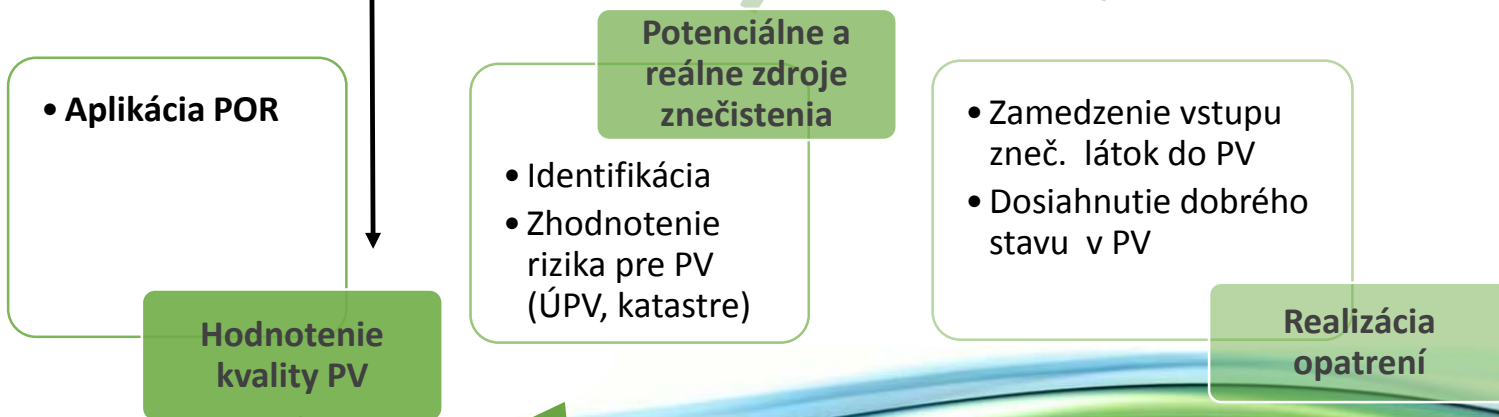 • Aplikácia POR
Hodnotenie
kvality PV
Potenciálne a
reálne zdroje
znečistenia
• Identifikácia
• Zhodnotenie
rizika pre PV
(ÚPV, katastre)
• Zamedzenie vstupu
zneč. látok do PV
• Dosiahnutie dobrého
stavu v PV
Realizácia
opatrení